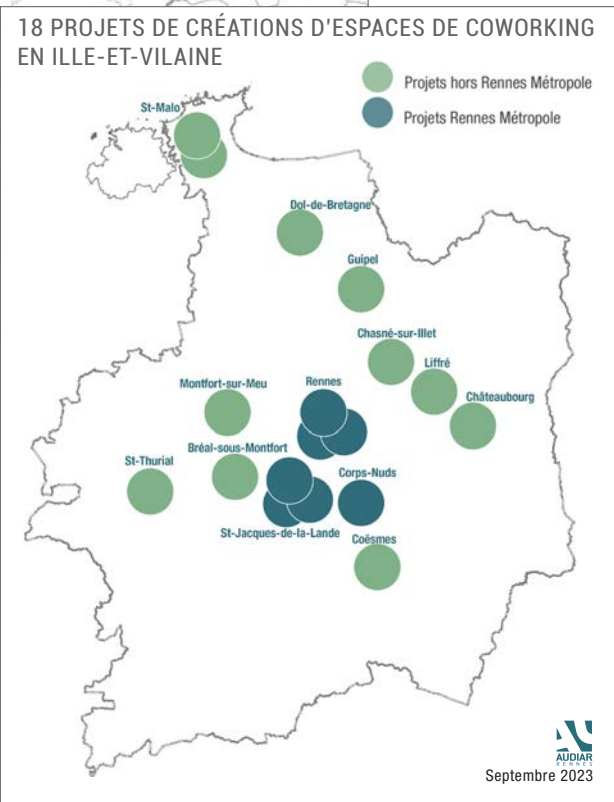 18 PROJETS DE CRÉATIONS D'ESPACES DE COWORKING
EN ILLE-ET-VILAINE
Projets hors Rennes Métropole
Projets Rennes Métropole
St-Malo
Dol-de-Bretagne
Guipel
Chasné-sur-Illet
Liffré
Châteaubourg
Montfort-sur-Meu
Rennes
Bréal-sous-Montfort
St-Thurial
Corps-Nuds
St-Jacques-de-la-Lande
Coësmes
AUDIAR
RENNES
Septembre 2023